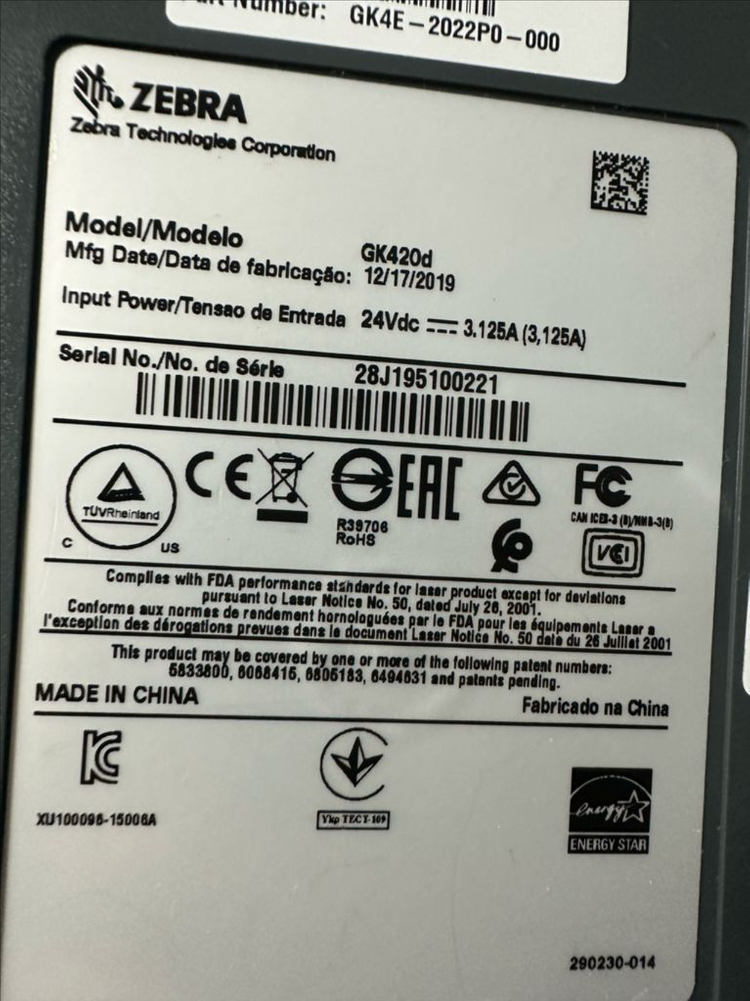 Number: GK4E-2022P0-000
ZEBRA
Zebra Technologies Corporation
Model/Modelo GK420d
Mfg Date/Data de fabricação: 12/17/2019
Input Power/Tensao de Entrada 24Vdc 3.125A (3,125A)
Serial No./No. de Série 28J195100221
TÜVRheinland
C US
CE
EAC
FC
R39706
RoHS
CAN ICES-3 (B)/NMB-3(B)
VCI
Complies with FDA performance standards for laser product except for deviations
pursuant to Laser Notice No. 50, dated July 26, 2001.
Conforme aux normes de rendement homologuées par le FDA pour les équipements Laser a
l'exception des dérogations prevues dans le document Laser Notice No. 50 date du 26 Juillet 2001
This product may be covered by one or more of the following patent numbers:
5833800, 6068415, 6805183, 6494631 and patents pending.
MADE IN CHINA
Fabricado na China
XU100096-15006A
Укр ТЕСТ-109
energy
ENERGY STAR
290230-014